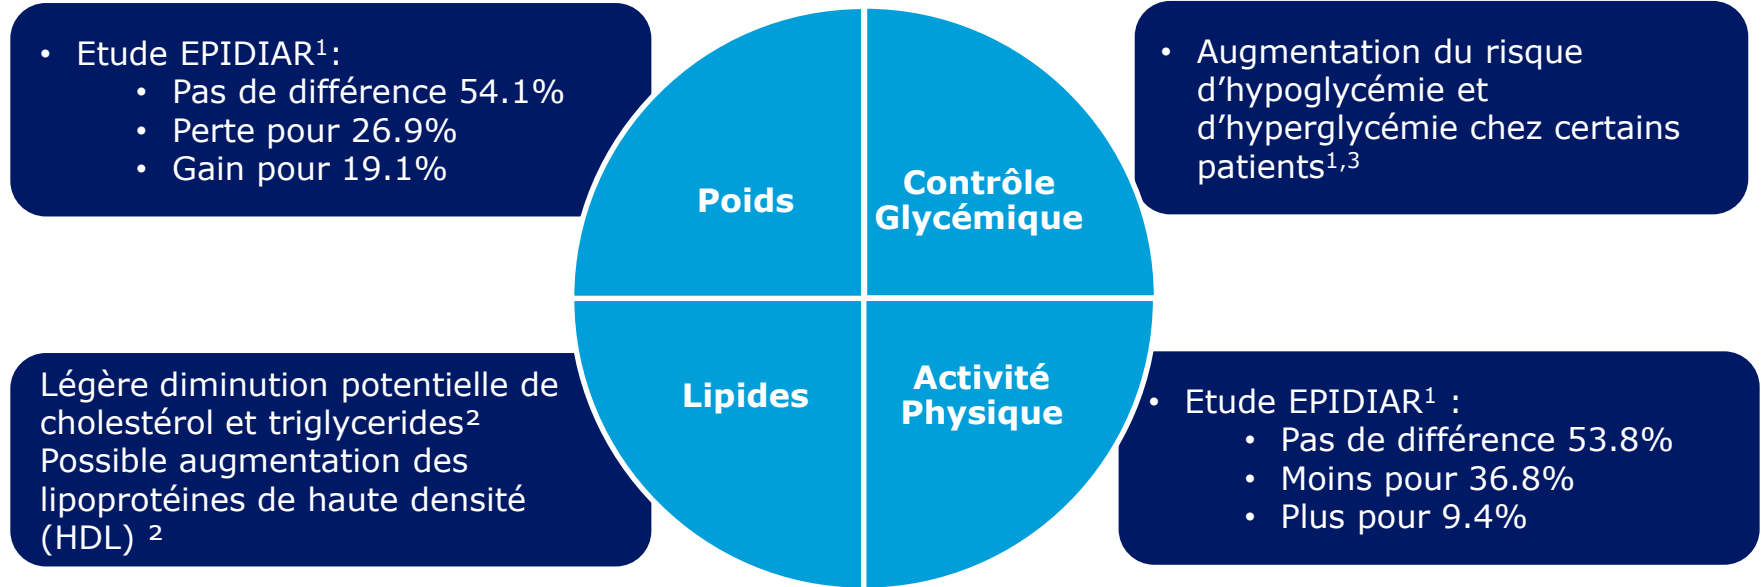 • Etude EPIDIAR¹:
• Pas de différence 54.1%
• Perte pour 26.9%
• Gain pour 19.1%
• Augmentation du risque
d’hypoglycémie et
d’hyperglycémie chez certains
patients¹,³
Poids
Contrôle
Glycémique
Lipides
Activité
Physique
Légère diminution potentielle de
cholestérol et triglycerides²
Possible augmentation des
lipoprotéines de haute densité
(HDL) ²
• Etude EPIDIAR¹ :
• Pas de différence 53.8%
• Moins pour 36.8%
• Plus pour 9.4%